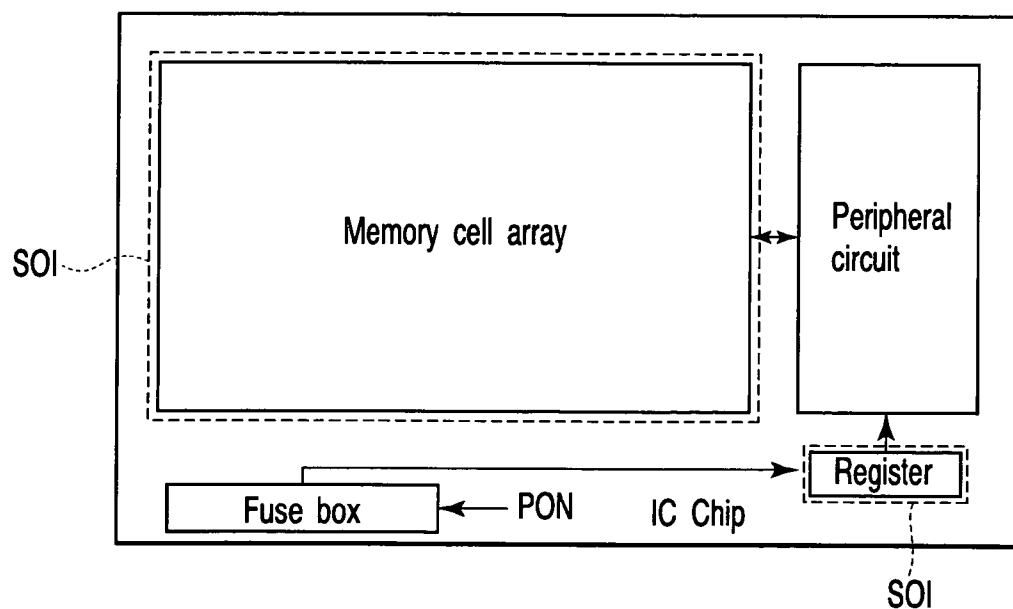 Memory cell array
Peripheral
circuit
SOI
Register
Fuse box
PON
IC Chip
SOI